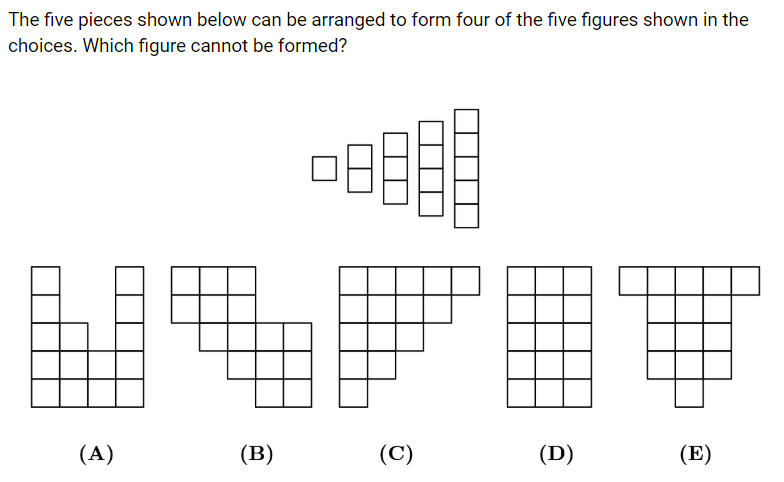 The five pieces shown below can be arranged to form four of the five figures shown in the
choices. Which figure cannot be formed?
(A) (B) (C) (D) (E)